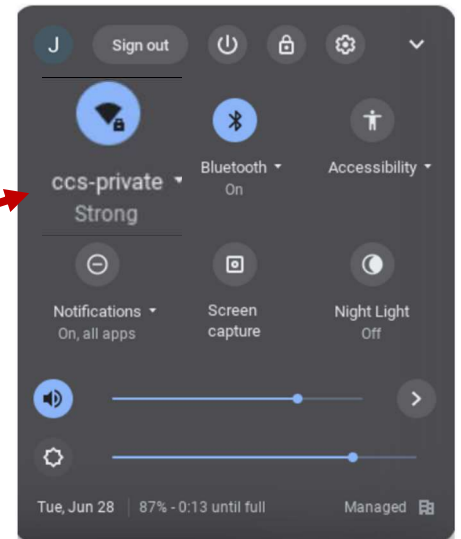 J Sign out
ccs-private
Strong
Bluetooth
On
Accessibility
Notifications
On, all apps
Screen
capture
Night Light
Off
Tue, Jun 28 87% - 0:13 until full Managed